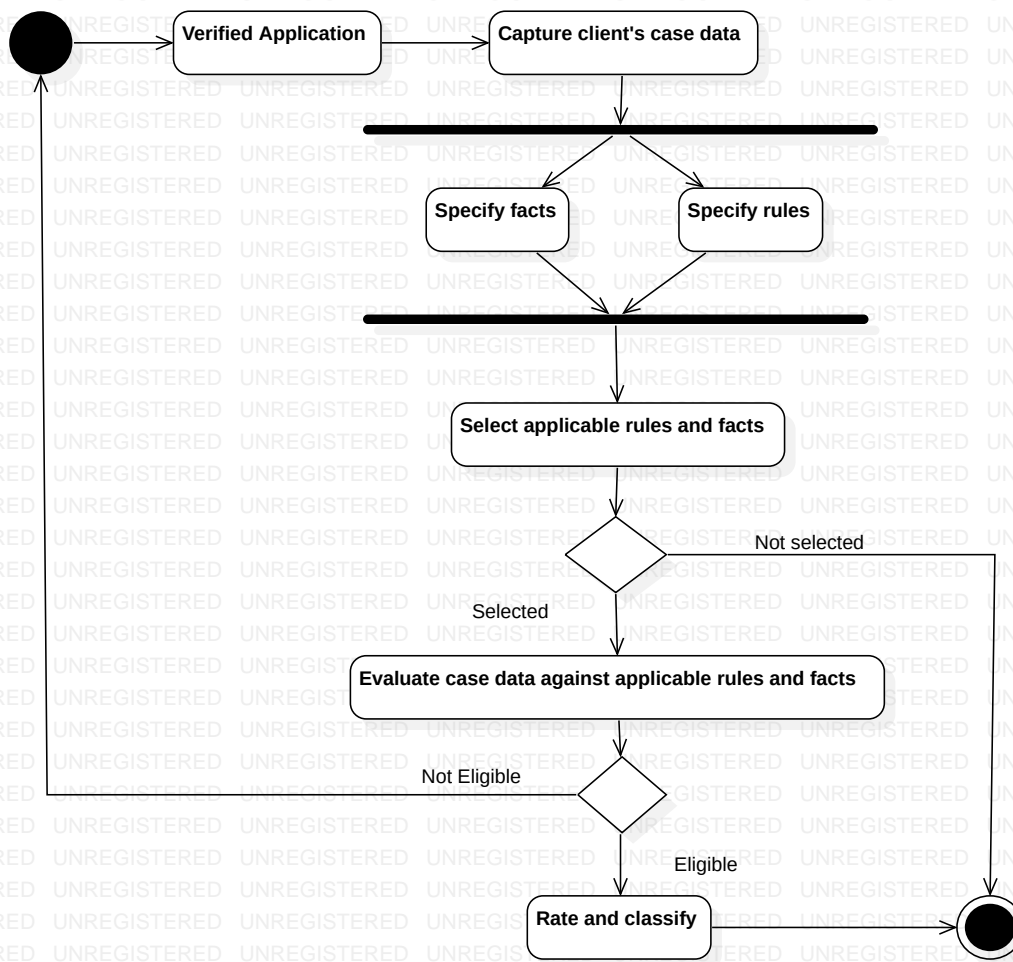 Verified Application
Capture client's case data
Specify facts
Specify rules
Select applicable rules and facts
Not selected
Selected
Evaluate case data against applicable rules and facts
Not Eligible
Eligible
Rate and classify
UNREGISTERED